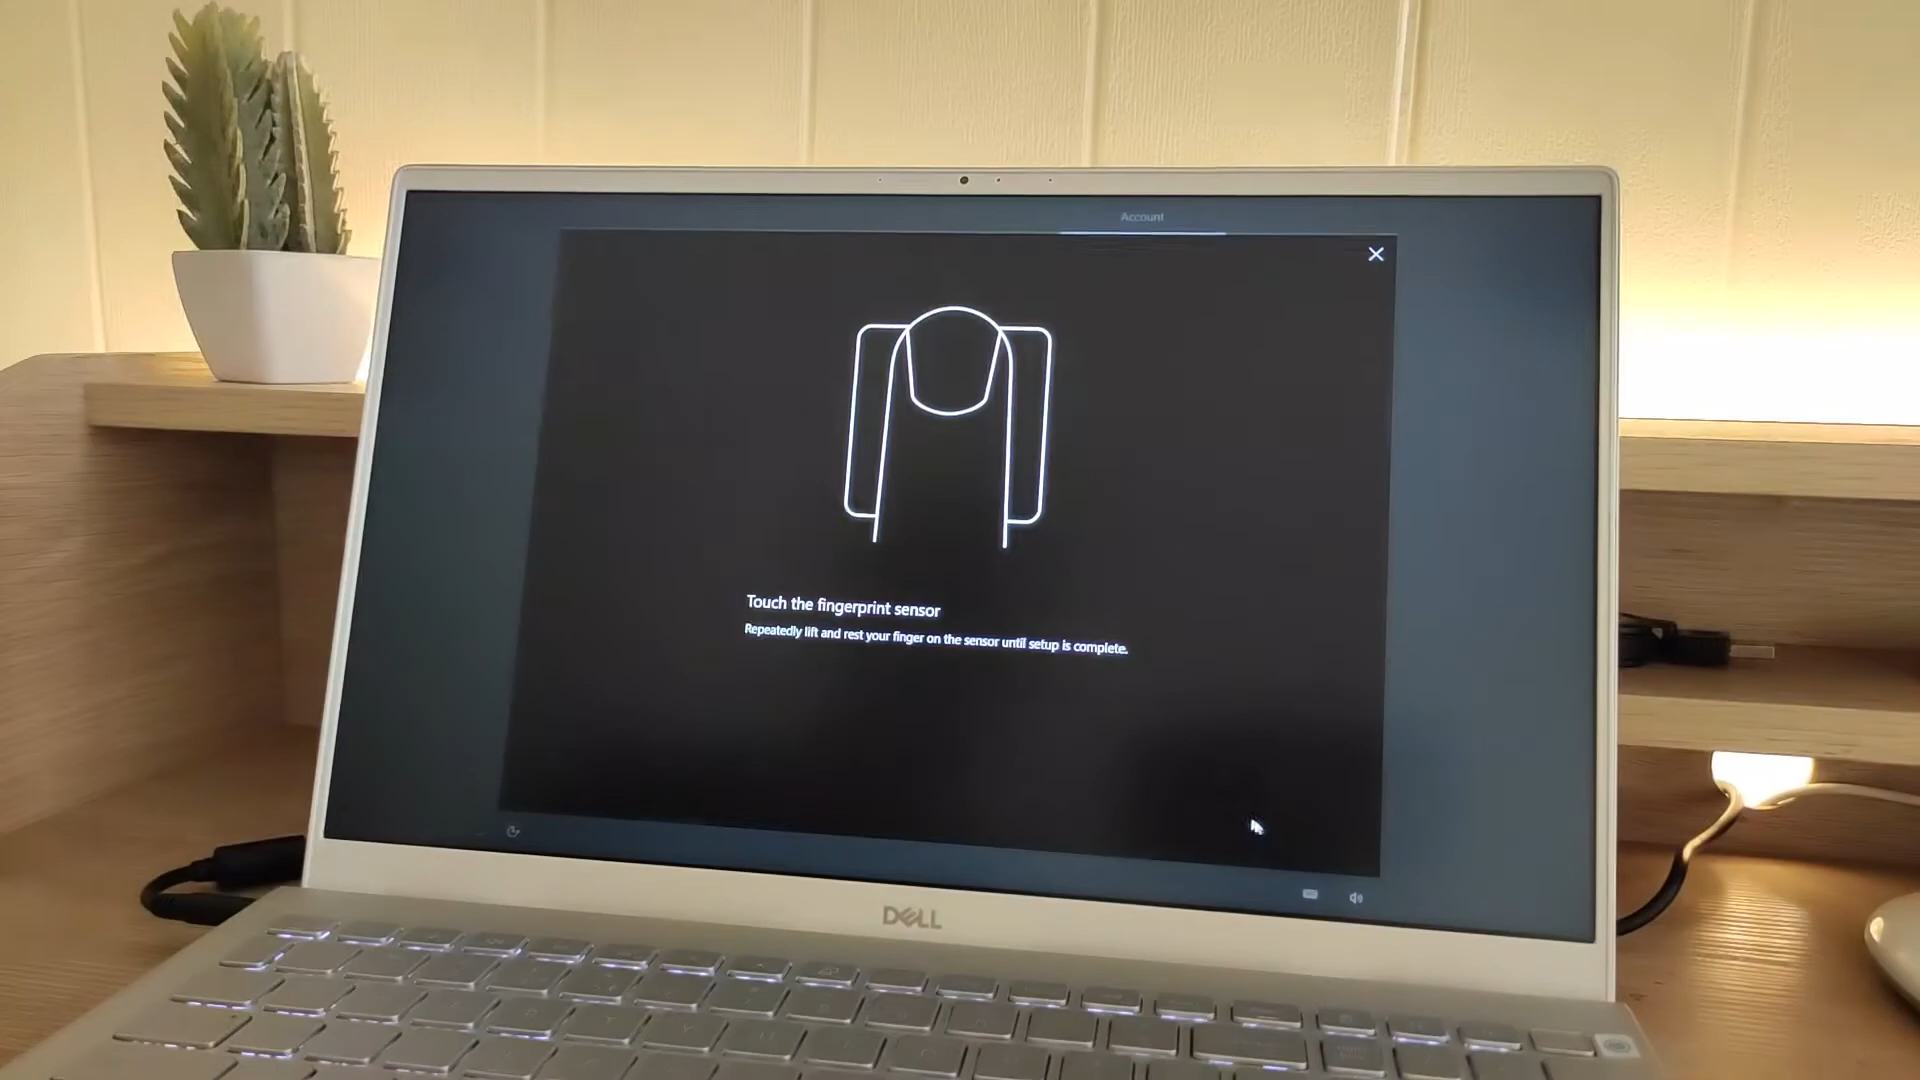 Account
Touch the fingerprint sensor
Repeatedly lift and rest your finger on the sensor until setup is complete.
DELL